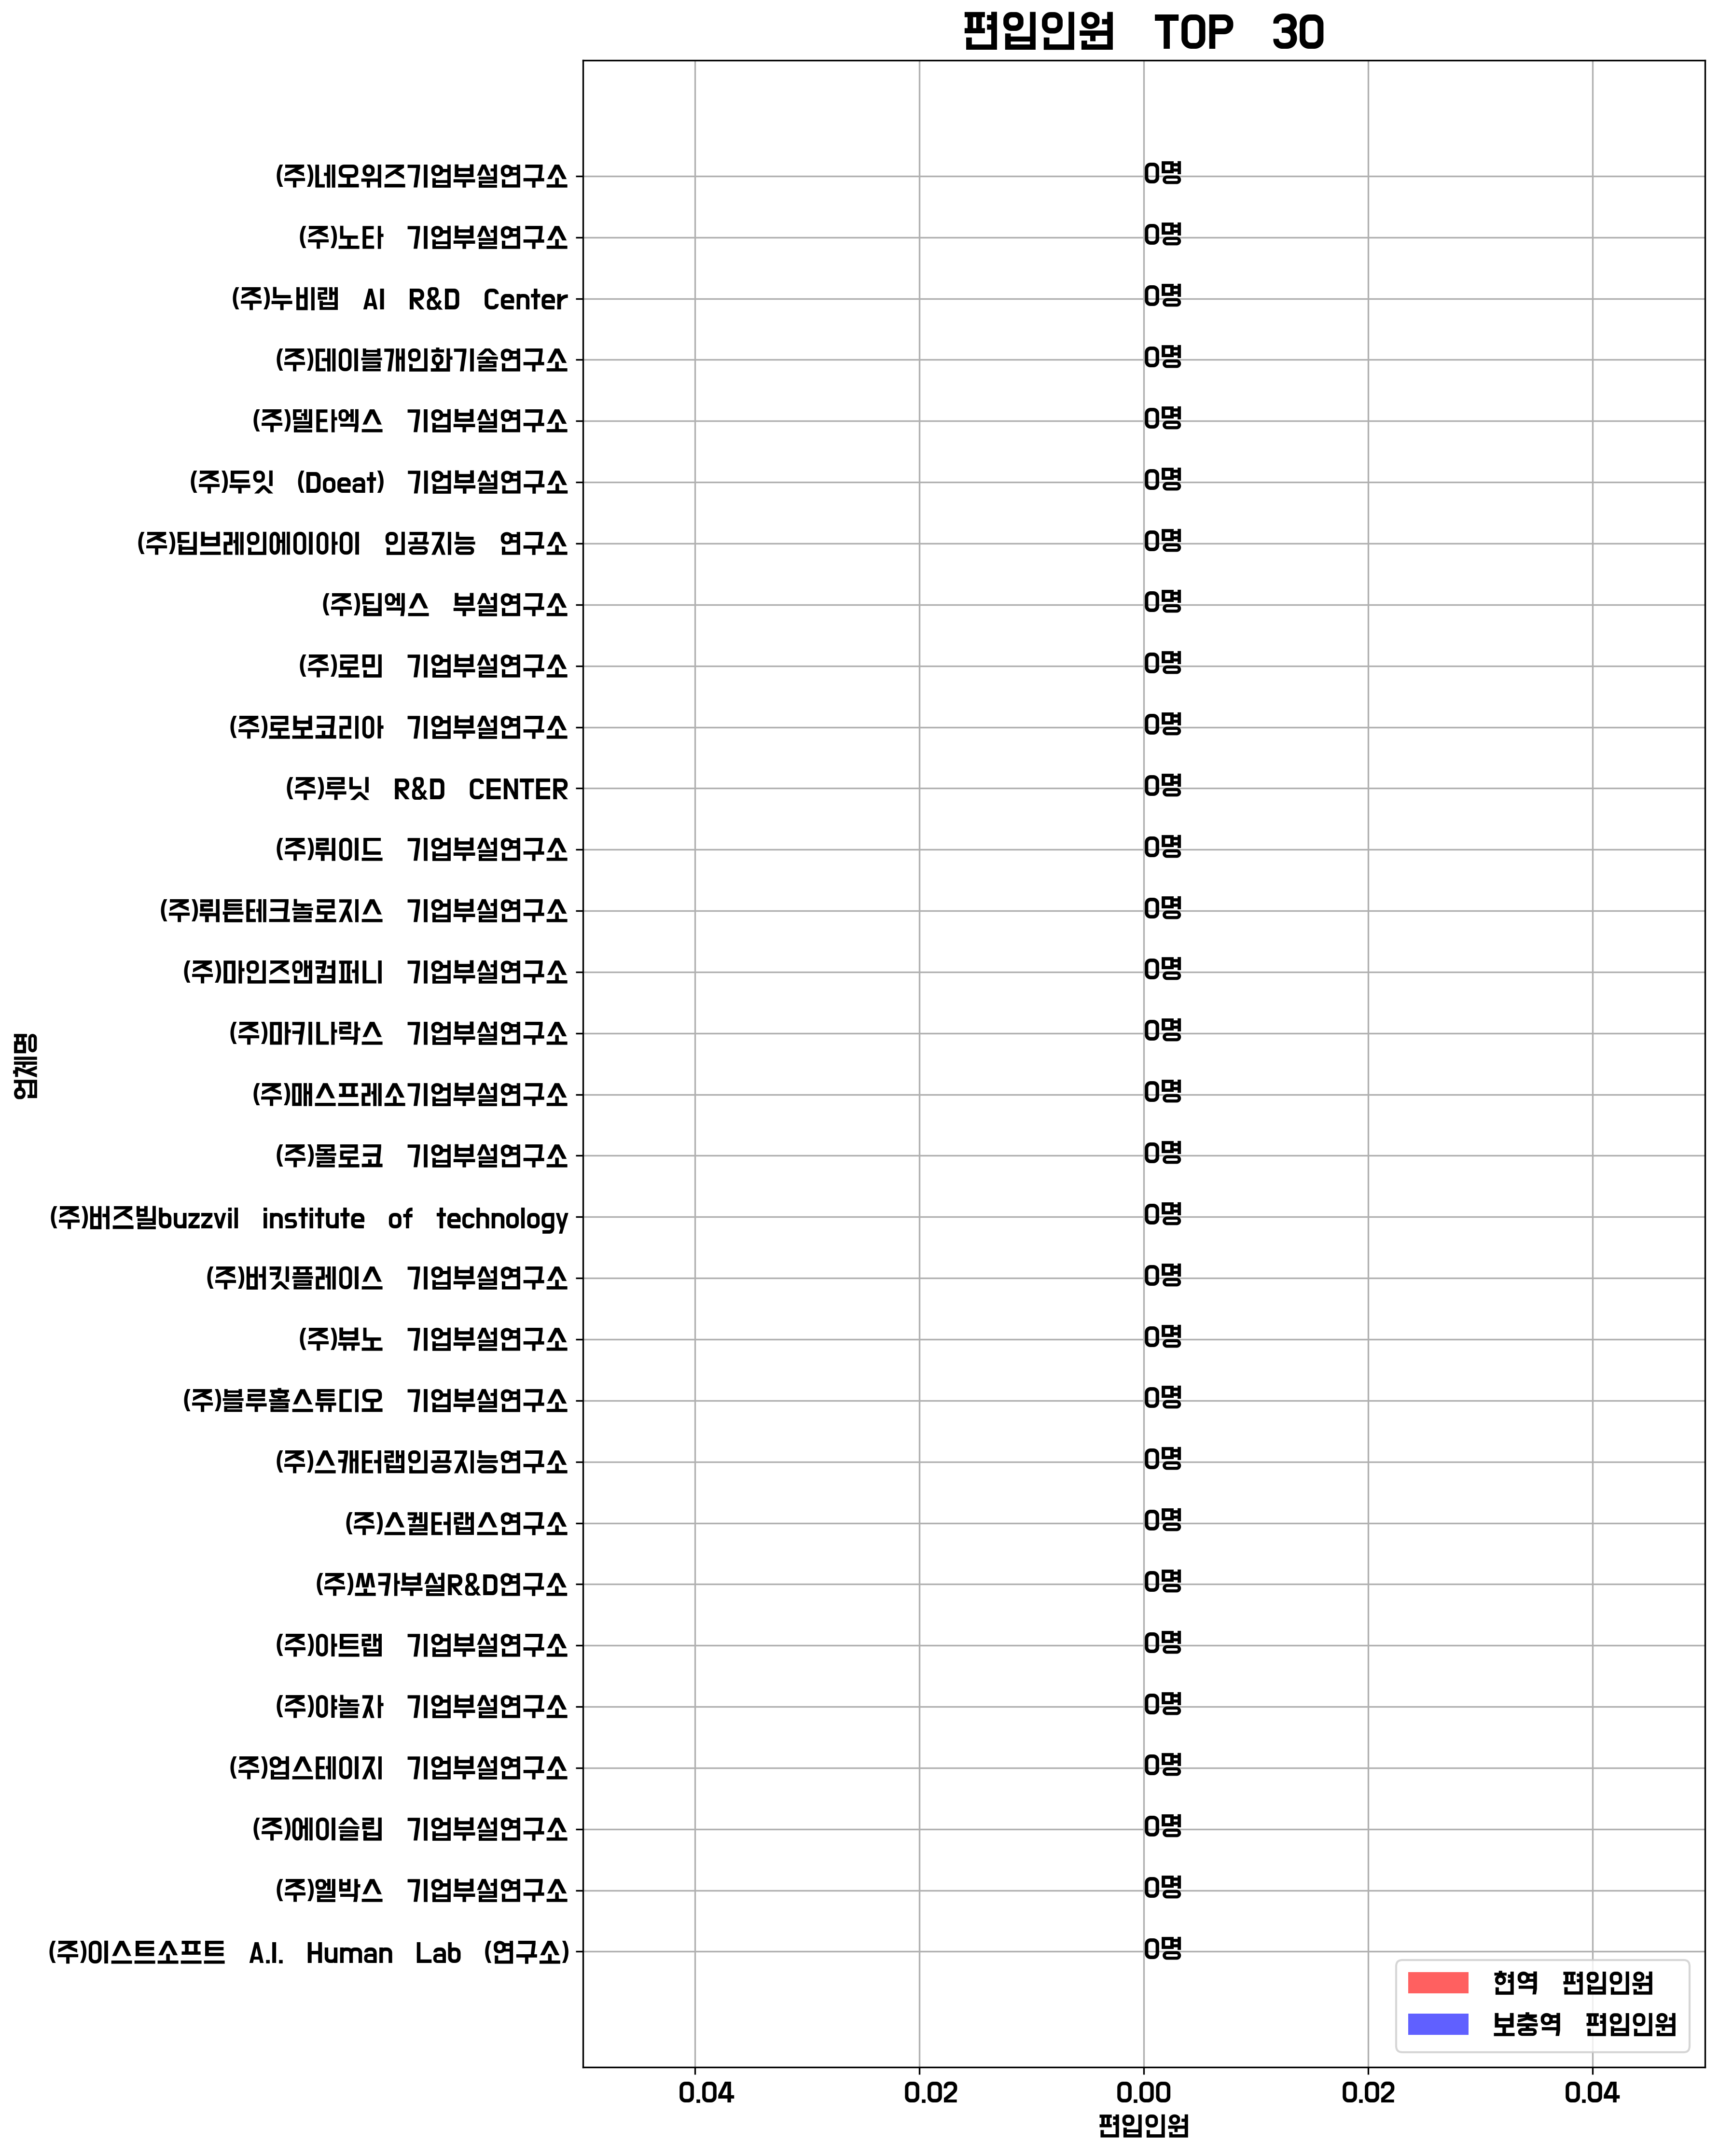 편입인원 TOP 30
(주)네오위즈기업부설연구소 0명
(주)노타 기업부설연구소 0명
(주)누비랩 AI R&D Center 0명
(주)데이블개인화기술연구소 0명
(주)델타엑스 기업부설연구소 0명
(주)두잇 (Doeat) 기업부설연구소 0명
(주)딥브레인에이아이 인공지능 연구소 0명
(주)딥엑스 부설연구소 0명
(주)로민 기업부설연구소 0명
(주)로보코리아 기업부설연구소 0명
(주)루닛 R&D CENTER 0명
(주)뤼이드 기업부설연구소 0명
(주)뤼튼테크놀로지스 기업부설연구소 0명
(주)마인즈앤컴퍼니 기업부설연구소 0명
(주)마키나락스 기업부설연구소 0명
(주)매스프레소기업부설연구소 0명
(주)몰로코 기업부설연구소 0명
(주)버즈빌buzzvil institute of technology 0명
(주)버킷플레이스 기업부설연구소 0명
(주)뷰노 기업부설연구소 0명
(주)블루홀스튜디오 기업부설연구소 0명
(주)스캐터랩인공지능연구소 0명
(주)스켈터랩스연구소 0명
(주)쏘카부설R&D연구소 0명
(주)아트랩 기업부설연구소 0명
(주)야놀자 기업부설연구소 0명
(주)업스테이지 기업부설연구소 0명
(주)에이슬립 기업부설연구소 0명
(주)엘박스 기업부설연구소 0명
(주)이스트소프트 A.I. Human Lab (연구소) 0명
업체명
현역 편입인원
보충역 편입인원
0.04 0.02 0.00 0.02 0.04
편입인원